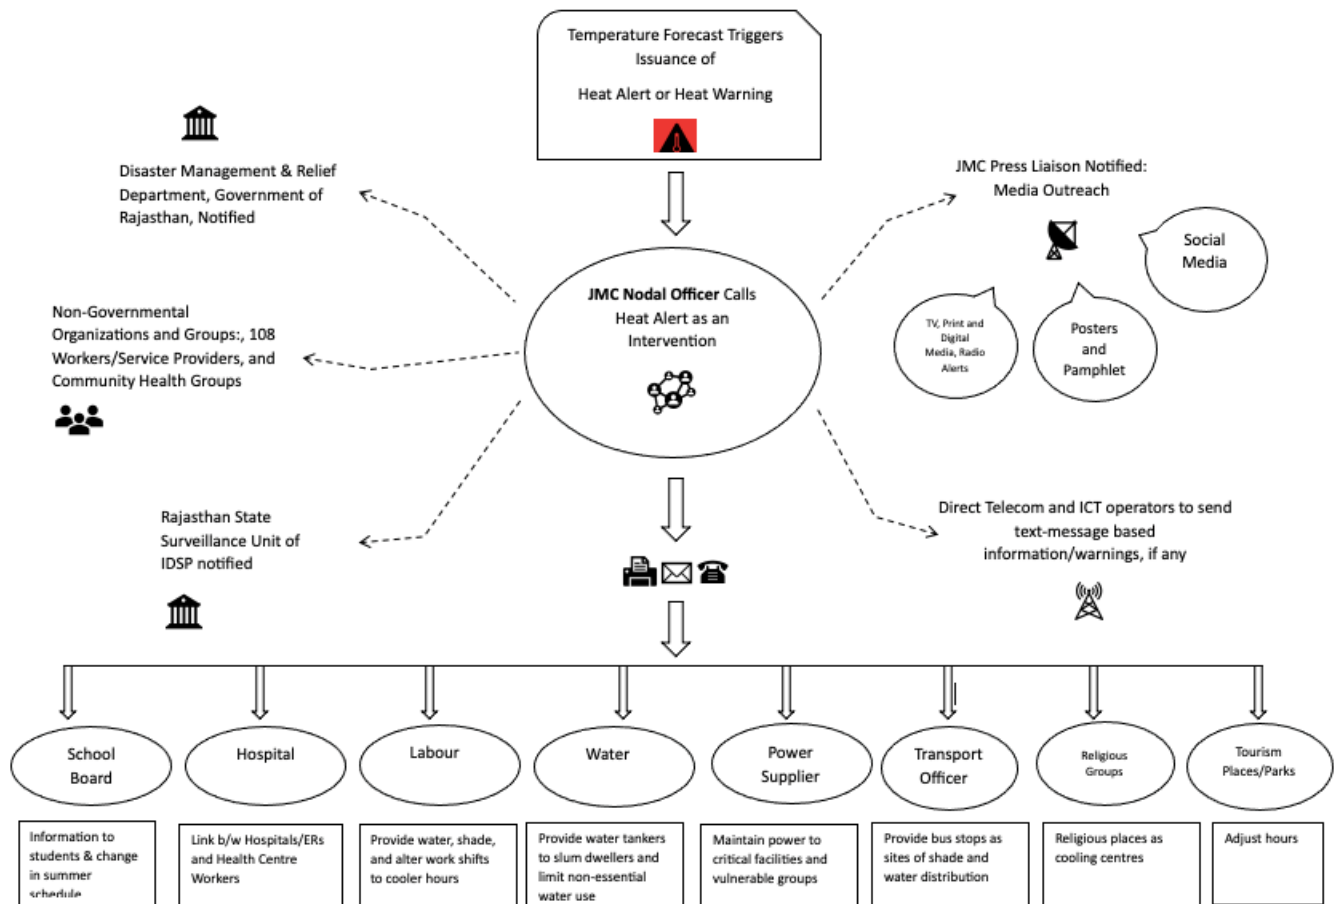 Temperature Forecast Triggers
Issuance of
Heat Alert or Heat Warning
Disaster Management & Relief
Department, Government of
Rajasthan, Notified
JMC Press Liaison Notified:
Media Outreach
Social
Media
TV, Print and
Digital
Media, Radio
Alerts
Posters
and
Pamphlet
JMC Nodal Officer Calls
Heat Alert as an
Intervention
Non-Governmental
Organizations and Groups:, 108
Workers/Service Providers, and
Community Health Groups
Rajasthan State
Surveillance Unit of
IDSP notified
Direct Telecom and ICT operators to send
text-message based
information/warnings, if any
School
Board
Hospital
Labour
Water
Power
Supplier
Transport
Officer
Religious
Groups
Tourism
Places/Parks
Information to
students & change
in summer
schedule
Link b/w Hospitals/ERs
and Health Centre
Workers
Provide water, shade,
and alter work shifts
to cooler hours
Provide water tankers
to slum dwellers and
limit non-essential
water use
Maintain power to
critical facilities and
vulnerable groups
Provide bus stops as
sites of shade and
water distribution
Religious places as
cooling centres
Adjust hours